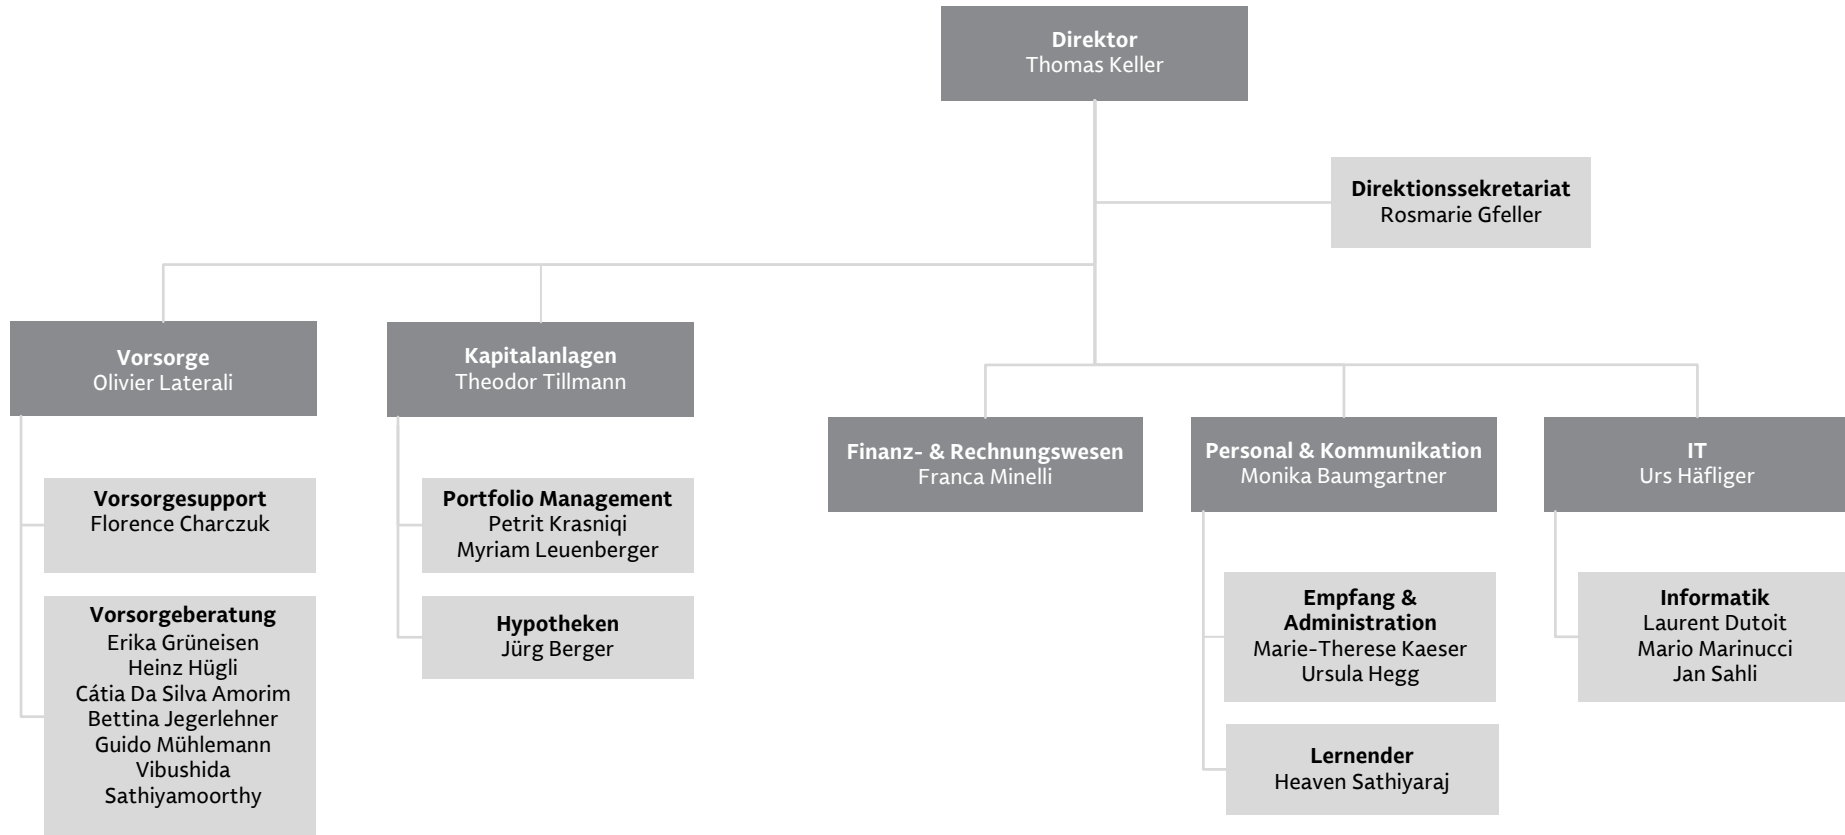 Direktor
Thomas Keller
Direktionssekretariat
Rosmarie Gfeller
Vorsorge
Olivier Laterali
Kapitalanlagen
Theodor Tillmann
Finanz- & Rechnungswesen
Franca Minelli
Personal & Kommunikation
Monika Baumgartner
IT
Urs Häfliger
Vorsorgesupport
Florence Charczuk
Vorsorgeberatung
Erika Grüneisen
Heinz Hügli
Cátia Da Silva Amorim
Bettina Jegerlehner
Guido Mühlemann
Vibushida
Sathiyamoorthy
Portfolio Management
Petrit Krasniqi
Myriam Leuenberger
Hypotheken
Jürg Berger
Empfang &
Administration
Marie-Therese Kaeser
Ursula Hegg
Lernender
Heaven Sathiyaraj
Informatik
Laurent Dutoit
Mario Marinucci
Jan Sahli